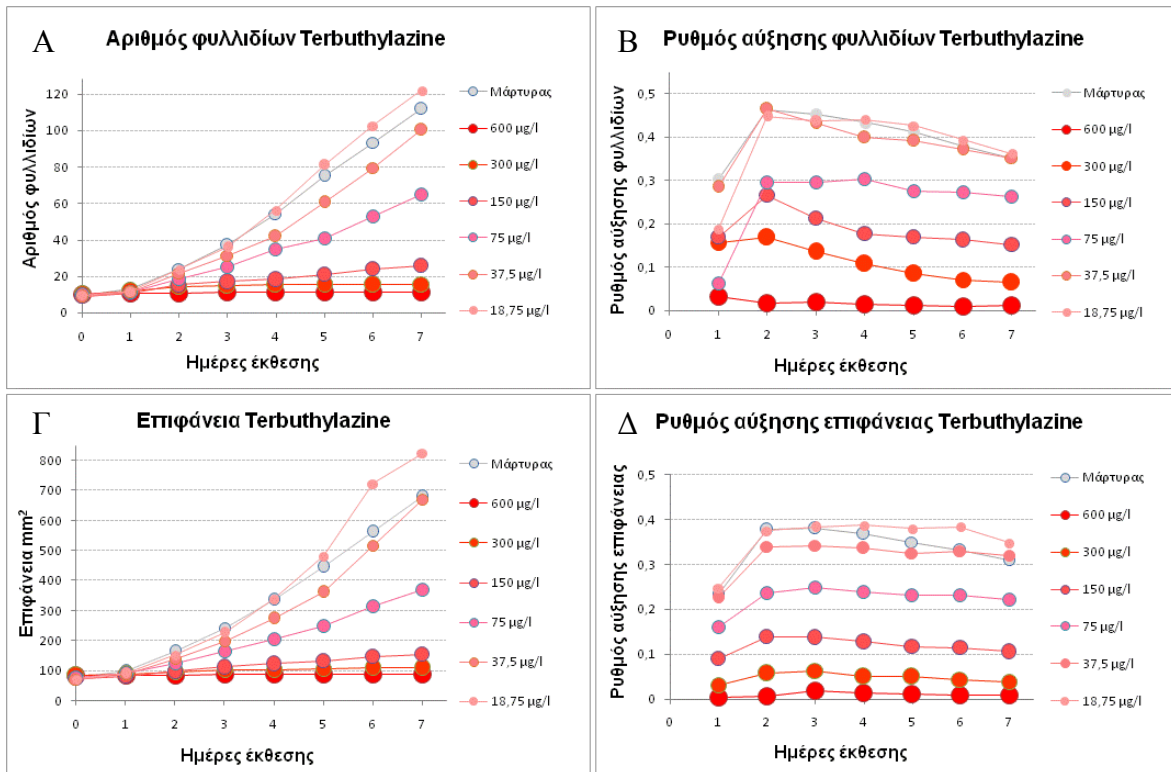 Α
Αριθμός φυλλιδίων Terbuthylazine
Αριθμός φυλλιδίων
120
100
80
60
40
20
0
0 1 2 3 4 5 6 7
Ημέρες έκθεσης
Μάρτυρας
600 μg/l
300 μg/l
150 μg/l
75 μg/l
37,5 μg/l
18,75 μg/l
Β
Ρυθμός αύξησης φυλλιδίων Terbuthylazine
Ρυθμός αύξησης φυλλιδίων
0,5
0,4
0,3
0,2
0,1
0
0 1 2 3 4 5 6 7
Ημέρες έκθεσης
Μάρτυρας
600 μg/l
300 μg/l
150 μg/l
75 μg/l
37,5 μg/l
18,75 μg/l
Γ
Επιφάνεια Terbuthylazine
Επιφάνεια mm²
800
700
600
500
400
300
200
100
0
0 1 2 3 4 5 6 7
Ημέρες έκθεσης
Μάρτυρας
600 μg/l
300 μg/l
150 μg/l
75 μg/l
37,5 μg/l
18,75 μg/l
Δ
Ρυθμός αύξησης επιφάνειας Terbuthylazine
Ρυθμός αύξησης επιφάνειας
0,5
0,4
0,3
0,2
0,1
0
0 1 2 3 4 5 6 7
Ημέρες έκθεσης
Μάρτυρας
600 μg/l
300 μg/l
150 μg/l
75 μg/l
37,5 μg/l
18,75 μg/l